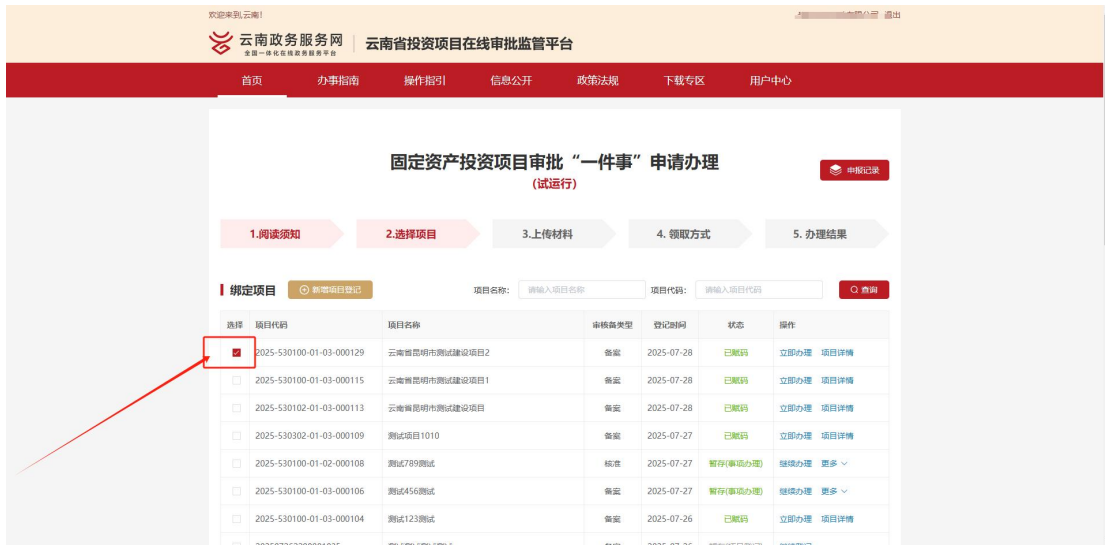 欢迎来到,云南! 退出
云南政务服务网 云南省投资项目在线审批监管平台
全国一体化在线政务服务平台
首页 办事指南 操作指引 信息公开 政策法规 下载专区 用户中心
固定资产投资项目审批“一件事”申请办理
(试运行)
申报记录
1.阅读须知 2.选择项目 3.上传材料 4. 领取方式 5. 办理结果
绑定项目 新增项目登记 项目名称: 请输入项目名称 项目代码: 请输入项目代码 查询
选择 项目代码 项目名称 审核备类型 登记时间 状态 操作
2025-530100-01-03-000129 云南省昆明市测试建设项目2 备案 2025-07-28 已赋码 立即办理 项目详情
2025-530100-01-03-000115 云南省昆明市测试建设项目1 备案 2025-07-28 已赋码 立即办理 项目详情
2025-530102-01-03-000113 云南省昆明市测试建设项目 备案 2025-07-28 已赋码 立即办理 项目详情
2025-530302-01-03-000109 测试项目1010 备案 2025-07-27 已赋码 立即办理 项目详情
2025-530100-01-02-000108 测试789测试 核准 2025-07-27 暂存(事项办理) 继续办理 更多
2025-530100-01-03-000106 测试456测试 备案 2025-07-27 暂存(事项办理) 继续办理 更多
2025-530100-01-03-000104 测试123测试 备案 2025-07-26 已赋码 立即办理 项目详情